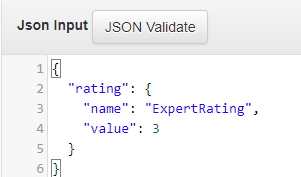 Json Input JSON Validate
1 {
2 "rating": {
3 "name": "ExpertRating",
4 "value": 3
5 }
6 }